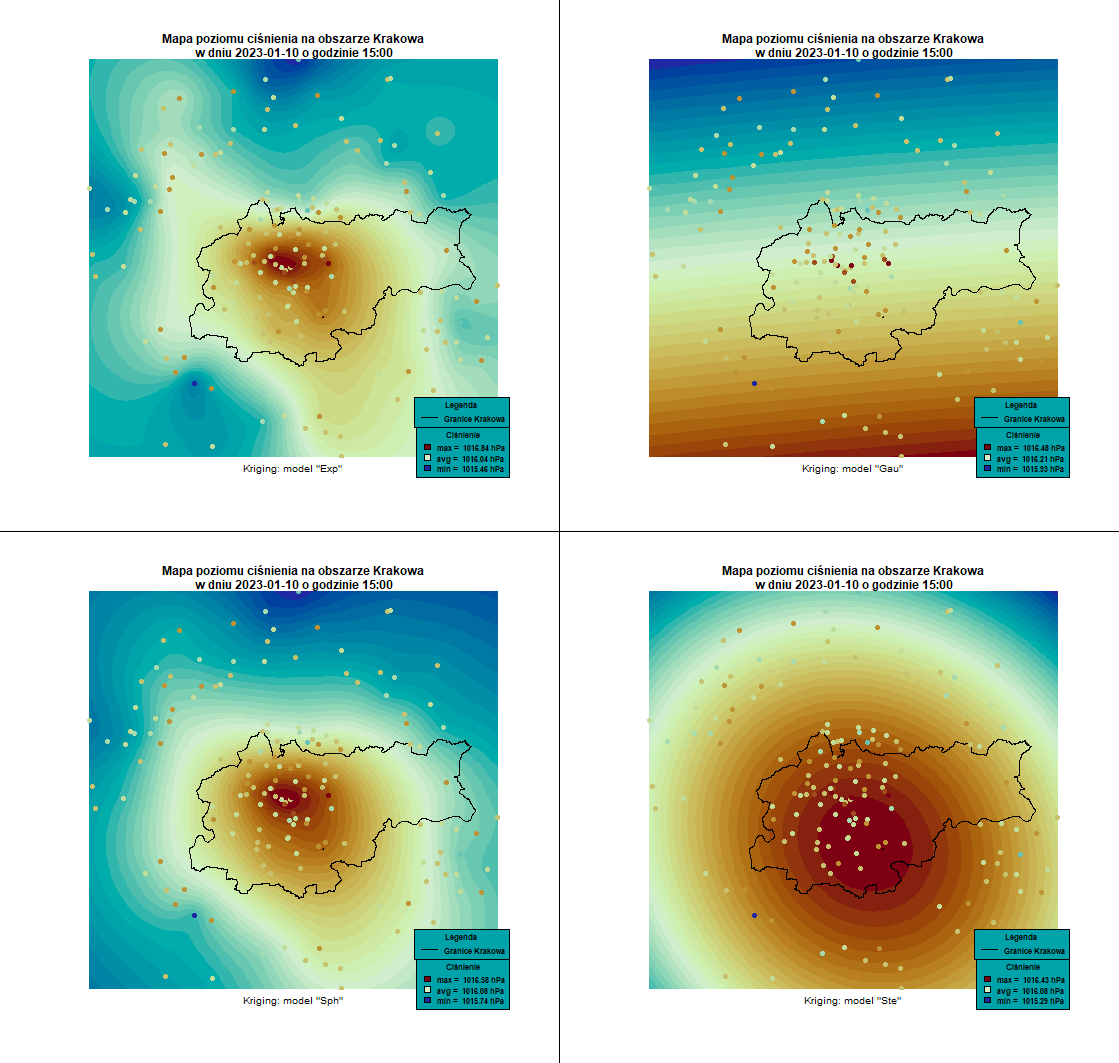 Mapa poziomu ciśnienia na obszarze Krakowa
w dniu 2023-01-10 o godzinie 15:00
Legenda
Granice Krakowa
Ciśnienie
max = 1016.84 hPa
avg = 1016.04 hPa
min = 1015.46 hPa
Kriging: model "Exp"
Mapa poziomu ciśnienia na obszarze Krakowa
w dniu 2023-01-10 o godzinie 15:00
Legenda
Granice Krakowa
Ciśnienie
max = 1016.48 hPa
avg = 1016.21 hPa
min = 1015.93 hPa
Kriging: model "Gau"
Mapa poziomu ciśnienia na obszarze Krakowa
w dniu 2023-01-10 o godzinie 15:00
Legenda
Granice Krakowa
Ciśnienie
max = 1016.58 hPa
avg = 1016.08 hPa
min = 1015.74 hPa
Kriging: model "Sph"
Mapa poziomu ciśnienia na obszarze Krakowa
w dniu 2023-01-10 o godzinie 15:00
Legenda
Granice Krakowa
Ciśnienie
max = 1016.43 hPa
avg = 1016.08 hPa
min = 1015.29 hPa
Kriging: model "Ste"